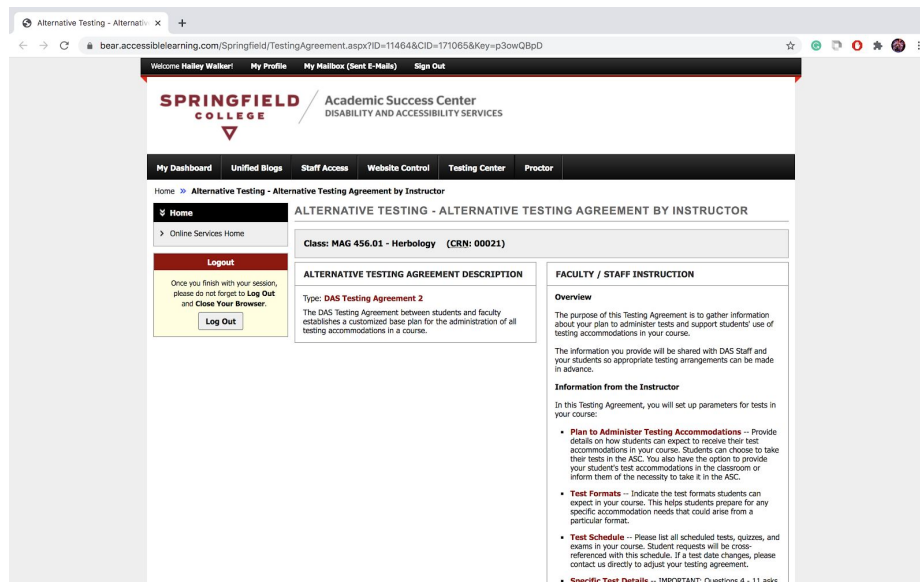 Alternative Testing - Alternativ
bear.accessiblelearning.com/Springfield/TestingAgreement.aspx?ID=11464&CID=171065&Key=p3owQBpD
Welcome Hailey Walker! My Profile My Mailbox (Sent E-Mails) Sign Out
SPRINGFIELD
COLLEGE
Academic Success Center
DISABILITY AND ACCESSIBILITY SERVICES
My Dashboard Unified Blogs Staff Access Website Control Testing Center Proctor
Home » Alternative Testing - Alternative Testing Agreement by Instructor
Home
Online Services Home
Logout
Once you finish with your session,
please do not forget to Log Out
and Close Your Browser.
Log Out
ALTERNATIVE TESTING - ALTERNATIVE TESTING AGREEMENT BY INSTRUCTOR
Class: MAG 456.01 - Herbology (CRN: 00021)
ALTERNATIVE TESTING AGREEMENT DESCRIPTION
Type: DAS Testing Agreement 2
The DAS Testing Agreement between students and faculty
establishes a customized base plan for the administration of all
testing accommodations in a course.
FACULTY / STAFF INSTRUCTION
Overview
The purpose of this Testing Agreement is to gather information
about your plan to administer tests and support students' use of
testing accommodations in your course.
The information you provide will be shared with DAS Staff and
your students so appropriate testing arrangements can be made
in advance.
Information from the Instructor
In this Testing Agreement, you will set up parameters for tests in
your course:
• Plan to Administer Testing Accommodations -- Provide
details on how students can expect to receive their test
accommodations in your course. Students can choose to take
their tests in the ASC. You also have the option to provide
your student's test accommodations in the classroom or
inform them of the necessity to take it in the ASC.
• Test Formats -- Indicate the test formats students can
expect in your course. This helps students prepare for any
specific accommodation needs that could arise from a
particular format.
• Test Schedule -- Please list all scheduled tests, quizzes, and
exams in your course. Student requests will be cross-
referenced with this schedule. If a test date changes, please
contact us directly to adjust your testing agreement.
• Specific Test Details -- IMPORTANT: Questions 4 - 11 asks